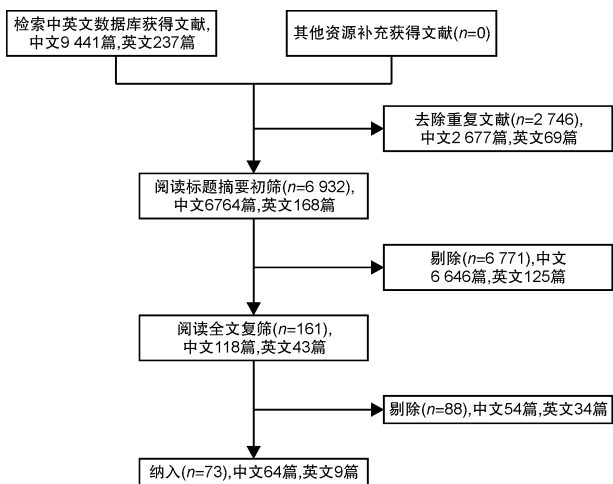 检索中英文数据库获得文献,
中文9 441篇,英文237篇
其他资源补充获得文献(n=0)
去除重复文献(n=2 746),
中文2 677篇,英文69篇
阅读标题摘要初筛(n=6 932),
中文6764篇,英文168篇
剔除(n=6 771),中文
6 646篇,英文125篇
阅读全文复筛(n=161),
中文118篇,英文43篇
剔除(n=88),中文54篇,英文34篇
纳入(n=73),中文64篇,英文9篇